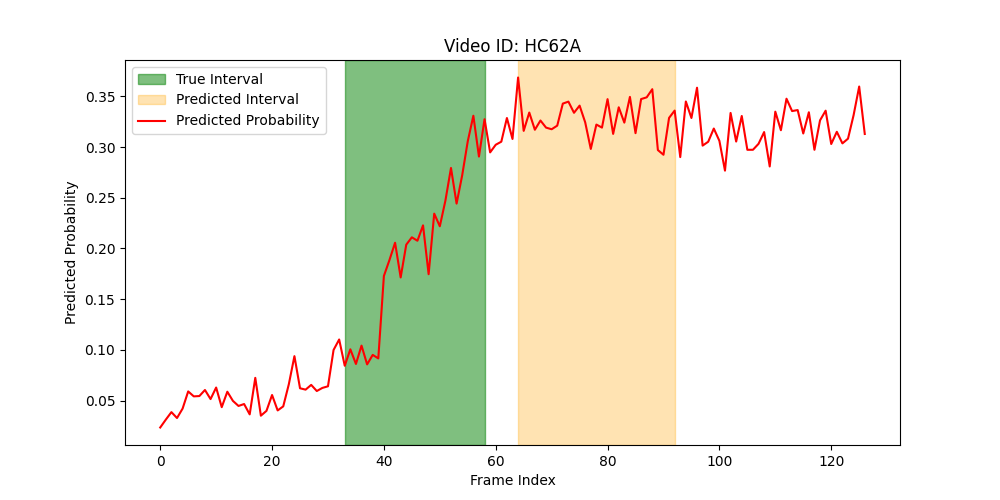 Video ID: HC62A
True Interval
Predicted Interval
Predicted Probability
0.35
0.30
0.25
0.20
0.15
0.10
0.05
Predicted Probability
0 20 40 60 80 100 120
Frame Index